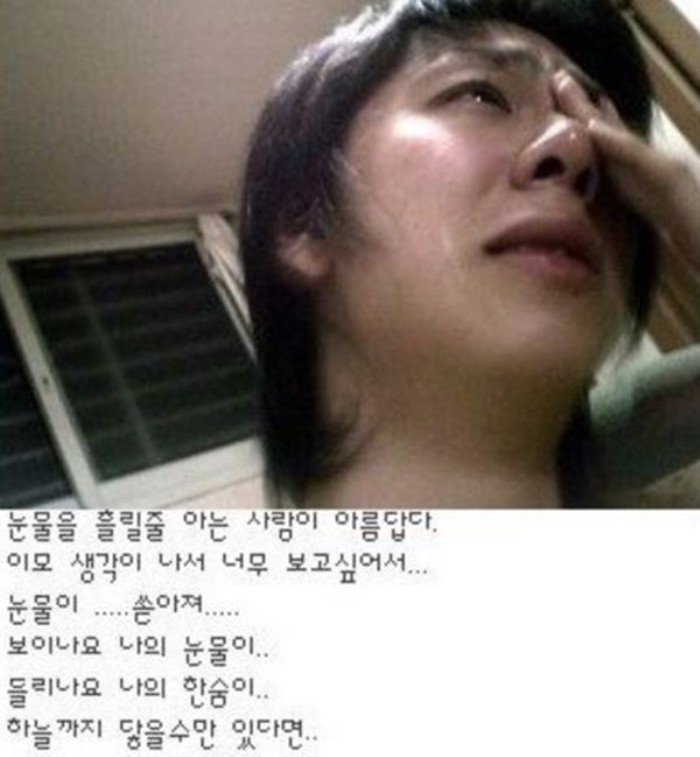 눈물을 흘릴줄 아는 사람이 아름답다.
이모 생각이 나서 너무 보고싶어서...
눈물이 .....쏟아져.....
보이나요 나의 눈물이..
들리나요 나의 한숨이..
하늘까지 닿을수만 있다면..